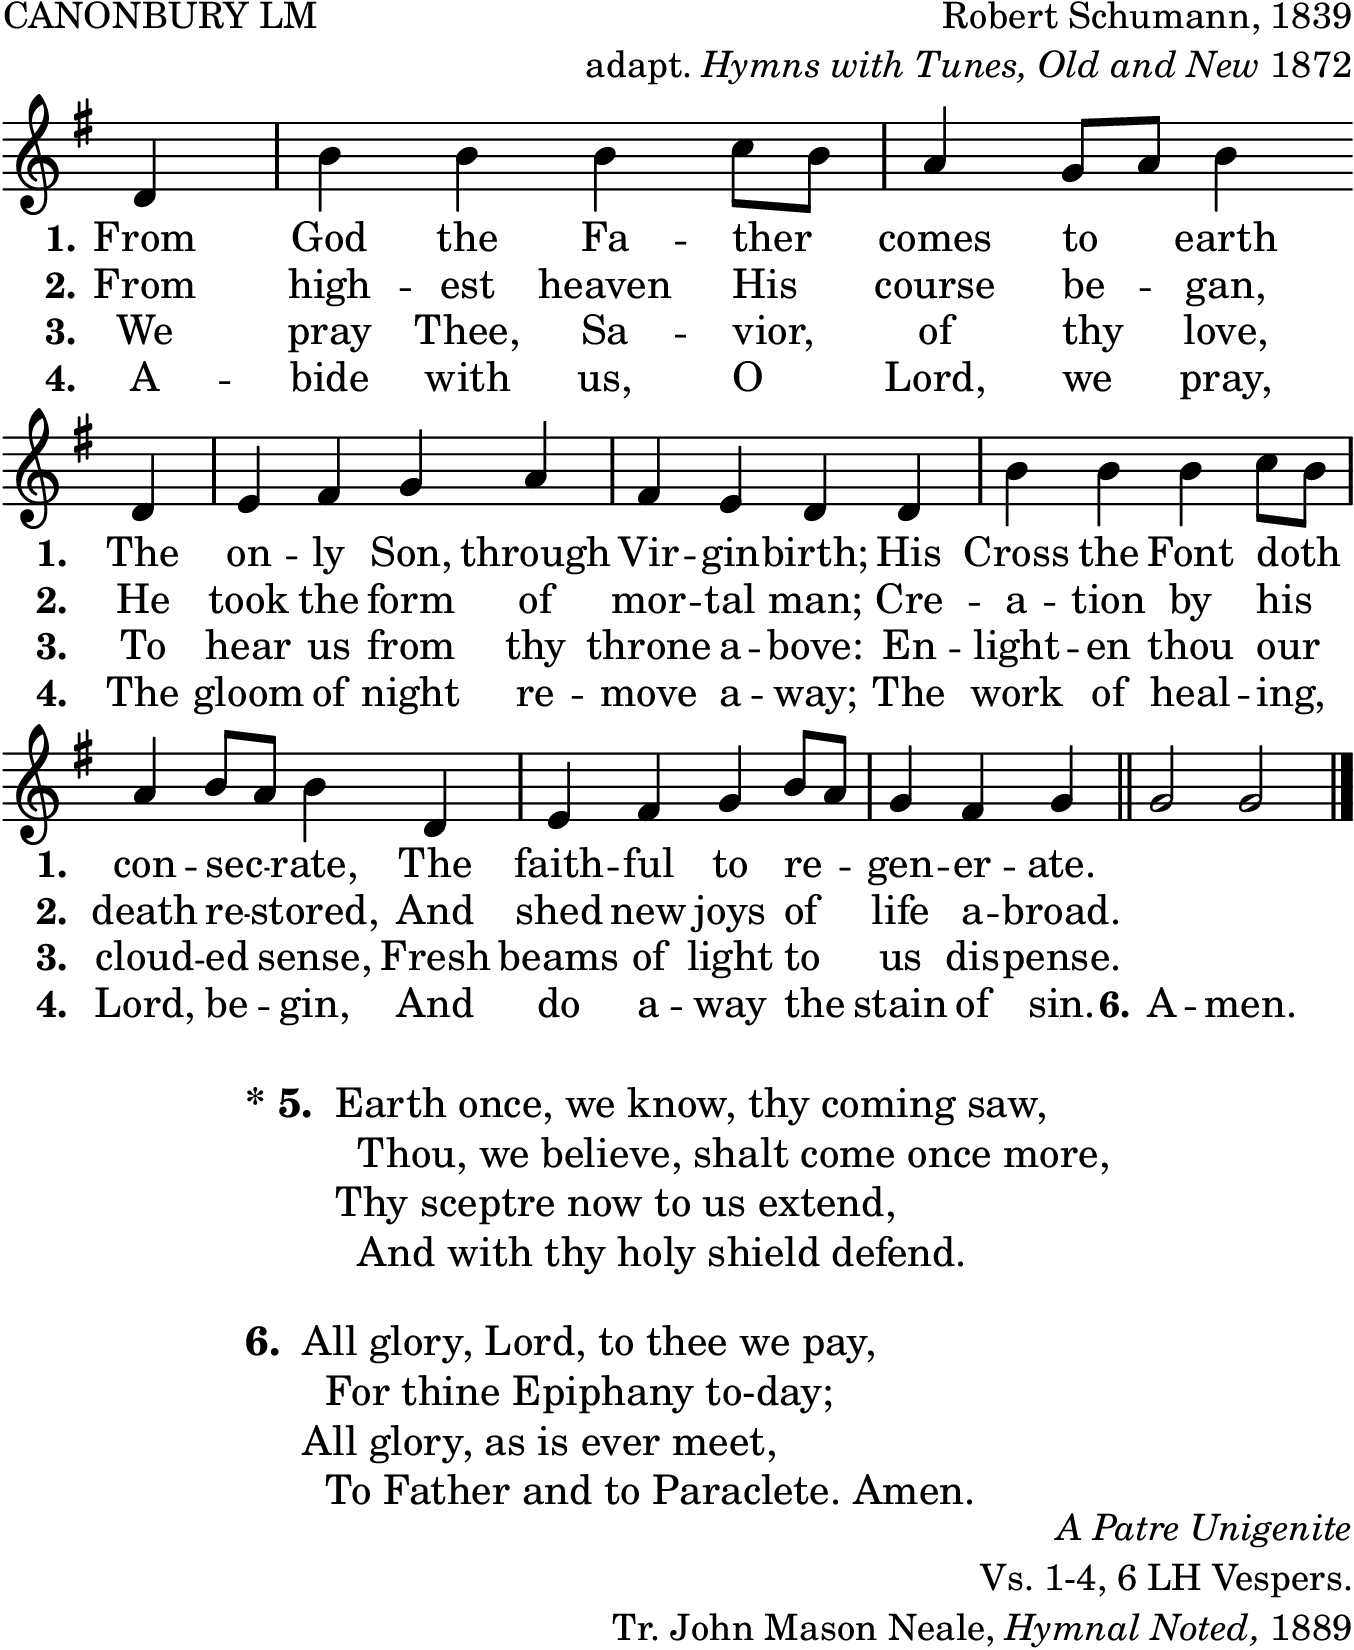 CANONBURY LM
Robert Schumann, 1839
adapt. Hymns with Tunes, Old and New 1872
1. From God the Fa -- ther comes to earth
2. From high -- est heaven His course be -- gan,
3. We pray Thee, Sa -- vior, of thy love,
4. A -- bide with us, O Lord, we pray,
1. The on -- ly Son, through Vir -- gin birth; His Cross the Font doth
2. He took the form of mor -- tal man; Cre -- a -- tion by his
3. To hear us from thy throne a -- bove: En -- light -- en thou our
4. The gloom of night re -- move a -- way; The work of heal -- ing,
1. con -- sec -- rate, The faith -- ful to re -- gen -- er -- ate.
2. death re -- stored, And shed new joys of life a -- broad.
3. cloud -- ed sense, Fresh beams of light to us dispense.
4. Lord, be -- gin, And do a -- way the stain of sin. 6. A -- men.
* 5. Earth once, we know, thy coming saw,
Thou, we believe, shalt come once more,
Thy sceptre now to us extend,
And with thy holy shield defend.
6. All glory, Lord, to thee we pay,
For thine Epiphany to-day;
All glory, as is ever meet,
To Father and to Paraclete. Amen.
A Patre Unigenite
Vs. 1-4, 6 LH Vespers.
Tr. John Mason Neale, Hymnal Noted, 1889